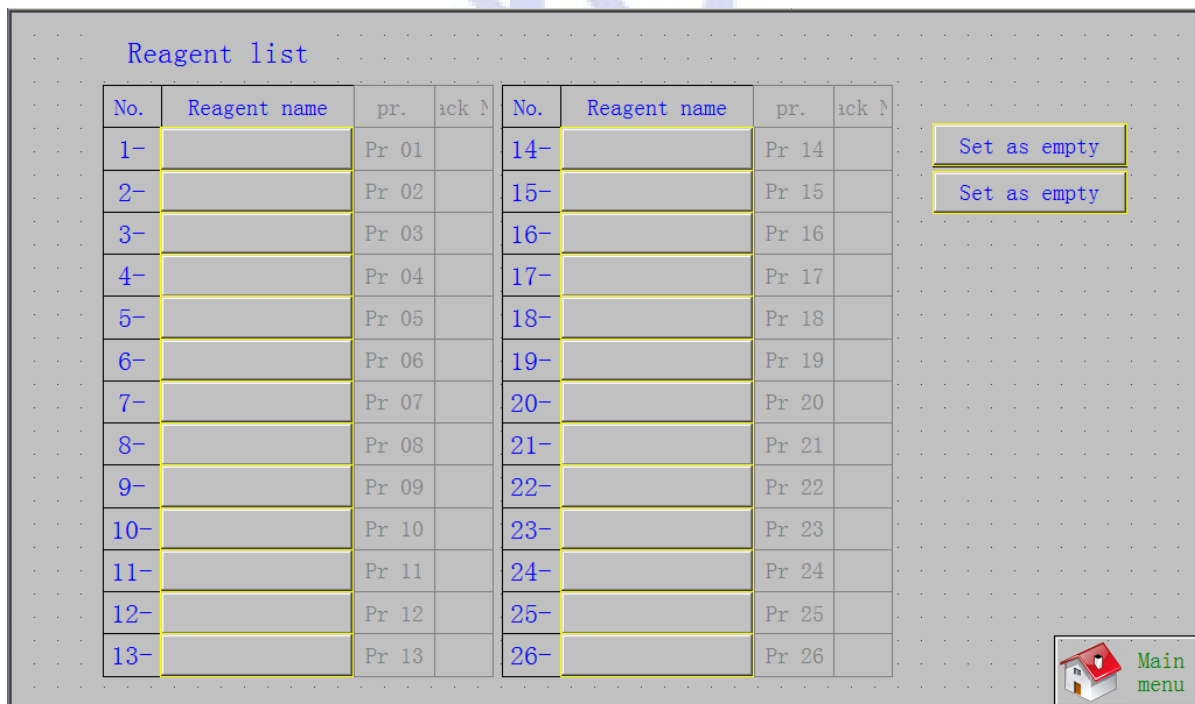 Reagent list
No. Reagent name pr. ack N No. Reagent name pr. ack N
1- Pr 01 14- Pr 14 Set as empty
2- Pr 02 15- Pr 15 Set as empty
3- Pr 03 16- Pr 16
4- Pr 04 17- Pr 17
5- Pr 05 18- Pr 18
6- Pr 06 19- Pr 19
7- Pr 07 20- Pr 20
8- Pr 08 21- Pr 21
9- Pr 09 22- Pr 22
10- Pr 10 23- Pr 23
11- Pr 11 24- Pr 24
12- Pr 12 25- Pr 25
13- Pr 13 26- Pr 26
Main
menu